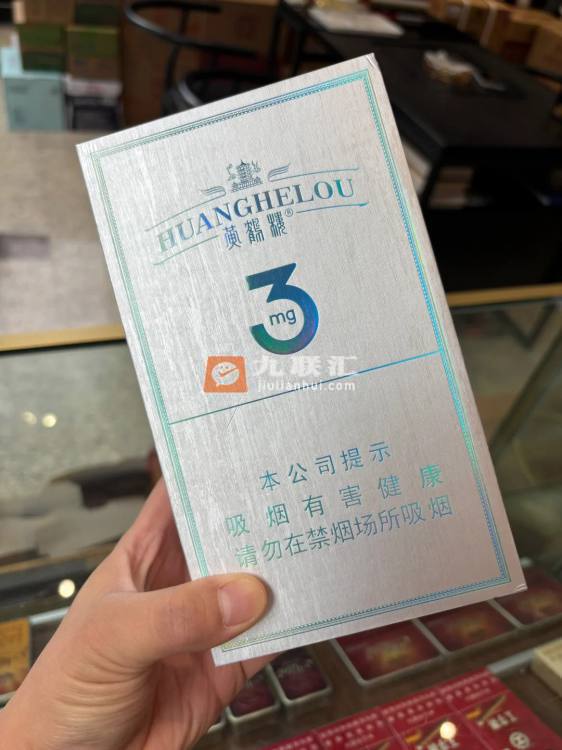 HUANGHELOU
黄鹤楼®
3
mg
九联汇
jiulianhui.com
本公司提示
吸烟有害健康
请勿在禁烟场所吸烟